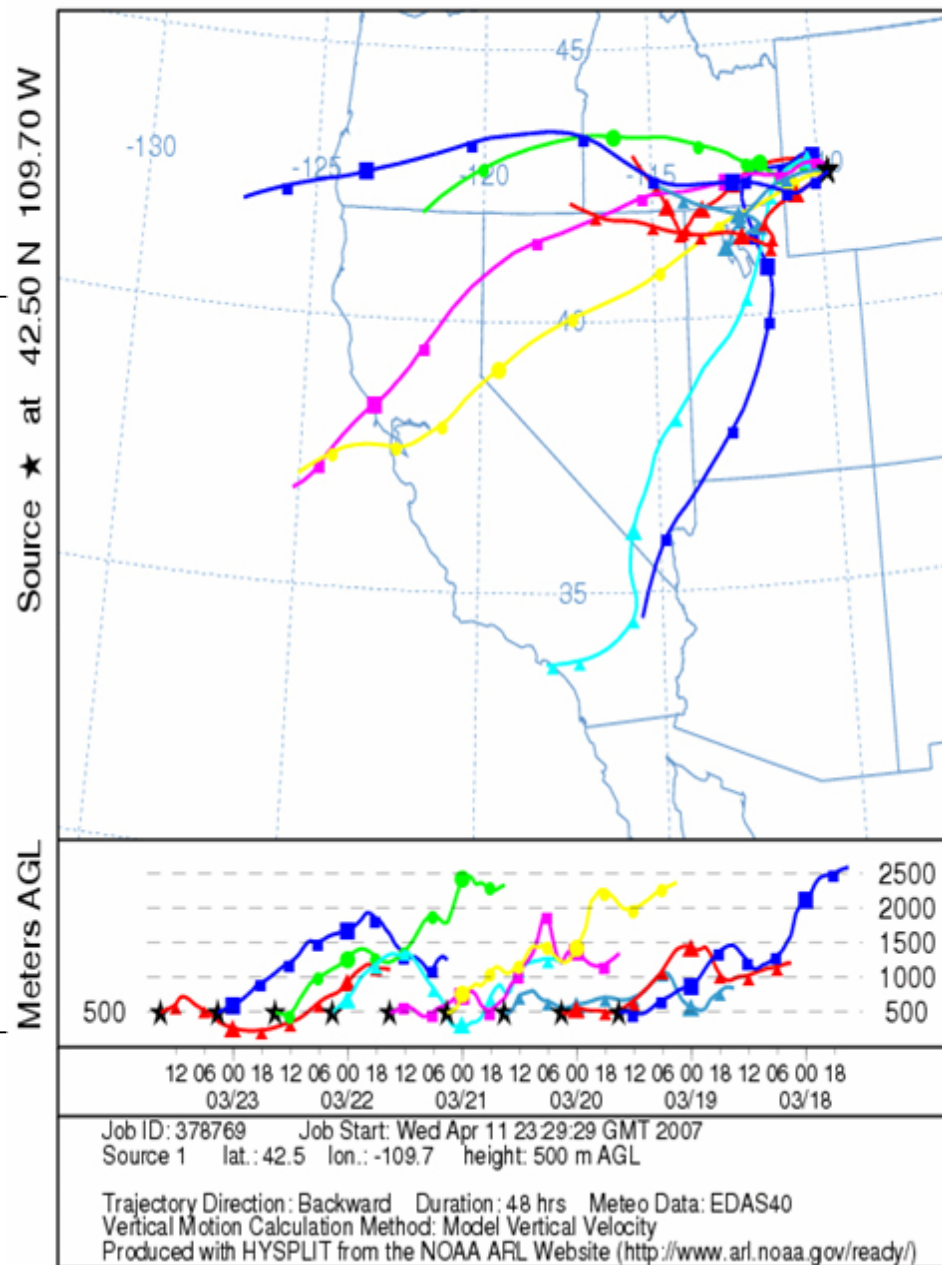 Source ★ at 42.50 N 109.70 W
45
-130
-125
-120
-115
40
35
Meters AGL
2500
2000
1500
1000
500
500
12 06 00 18 12 06 00 18 12 06 00 18 12 06 00 18 12 06 00 18 12 06 00 18
03/23 03/22 03/21 03/20 03/19 03/18
Job ID: 378769 Job Start: Wed Apr 11 23:29:29 GMT 2007
Source 1 lat.: 42.5 lon.: -109.7 height: 500 m AGL
Trajectory Direction: Backward Duration: 48 hrs Meteo Data: EDAS40
Vertical Motion Calculation Method: Model Vertical Velocity
Produced with HYSPLIT from the NOAA ARL Website (http://www.arl.noaa.gov/ready/)